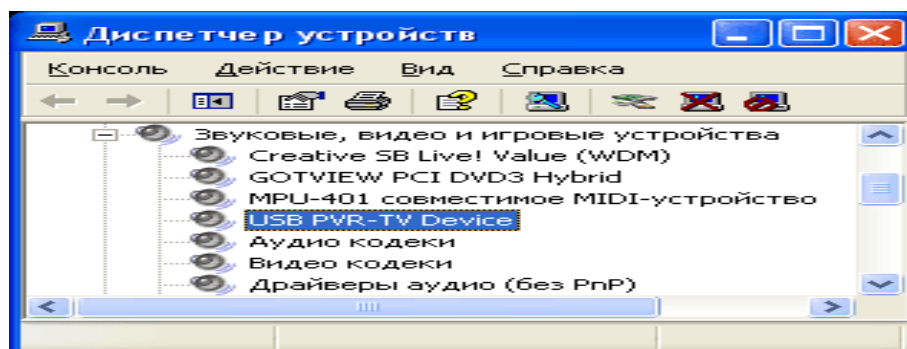 Диспетчер устройств
Консоль Действие Вид Справка
Звуковые, видео и игровые устройства
Creative SB Live! Value (WDM)
GOTVIEW PCI DVD3 Hybrid
MPU-401 совместимое MIDI-устройство
USB PVR-TV Device
Аудио кодеки
Видео кодеки
Драйверы аудио (без PnP)